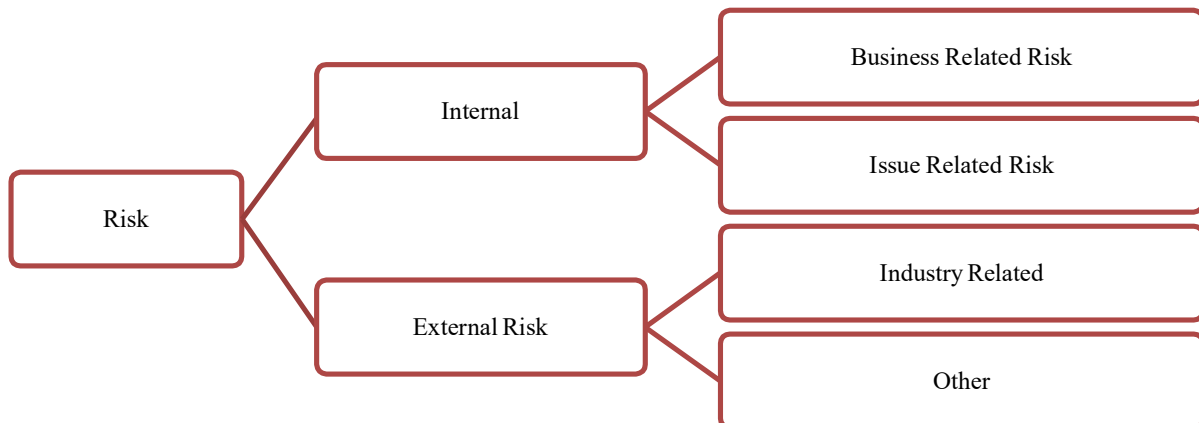 Risk
Internal
Business Related Risk
Issue Related Risk
External Risk
Industry Related
Other